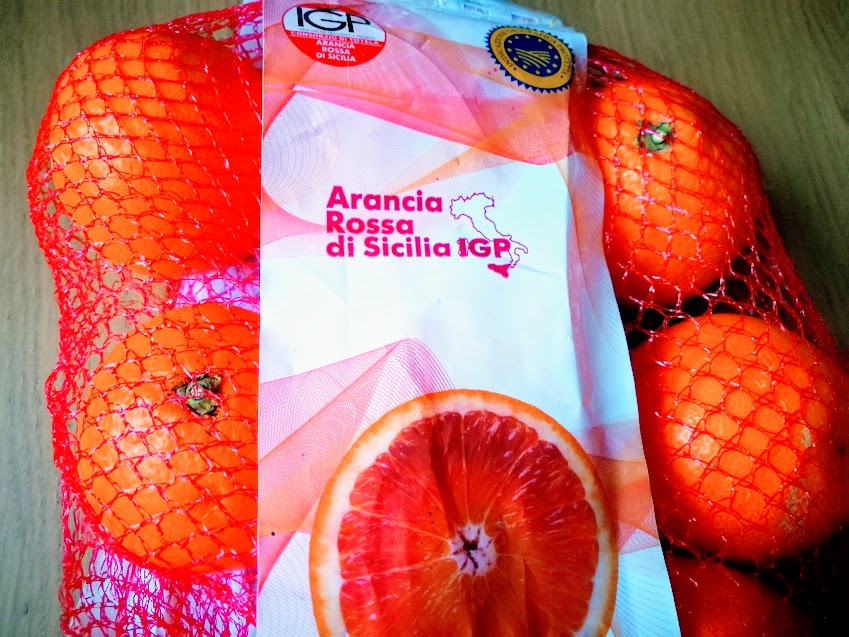 IGP
CONSORZIO DI TUTELA
ARANCIA
ROSSA
DI SICILIA
Arancia
Rossa
di Sicilia IGP